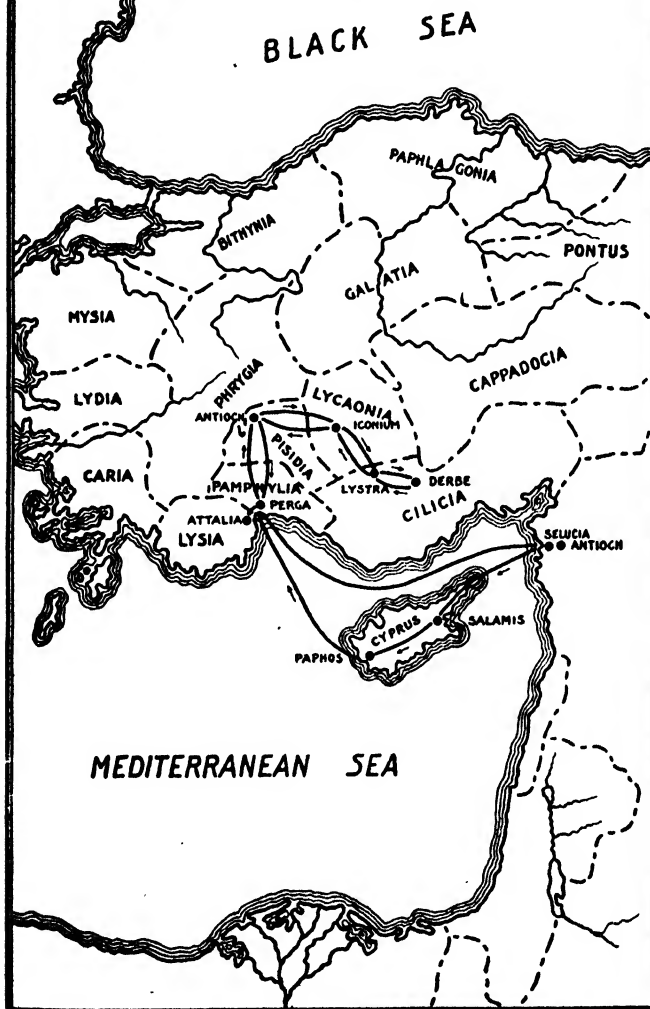 BLACK SEA
PAPHLAGONIA
BITHYNIA
PONTUS
GALATIA
MYSIA
CAPPADOCIA
PHRYGIA
LYDIA
LYCAONIA
ANTIOCH
ICONIUM
PISIDIA
CARIA
LYSTRA
DERBE
PAMPHYLIA
PERGA
CILICIA
ATTALIA
LYSIA
SELUCIA
ANTIOCH
CYPRUS
SALAMIS
PAPHOS
MEDITERRANEAN SEA